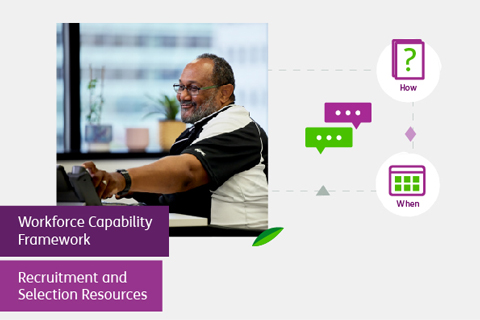 How
When
Workforce Capability
Framework
Recruitment and
Selection Resources